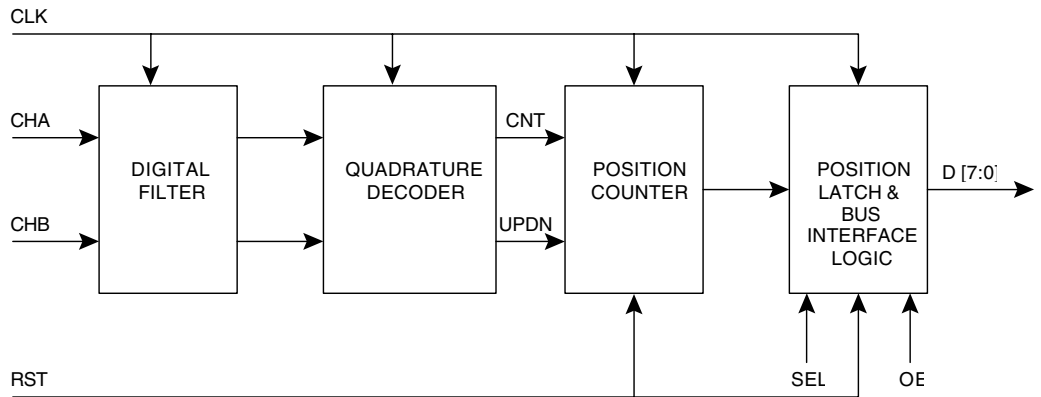 CLK
CHA
CHB
DIGITAL
FILTER
QUADRATURE
DECODER
CNT
UPDN
POSITION
COUNTER
POSITION
LATCH &
BUS
INTERFACE
LOGIC
D [7:0]
RST
SEL
OE